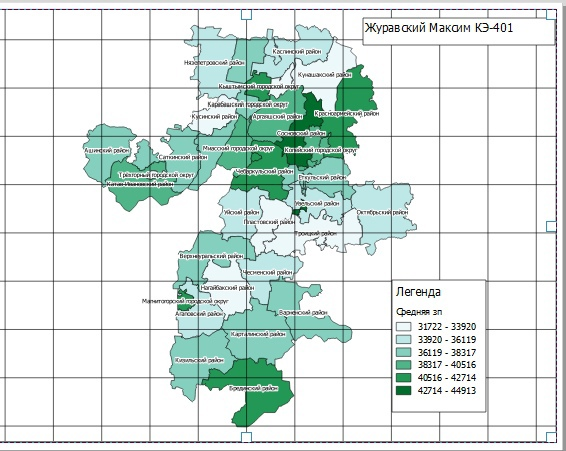 Журавский Максим КЭ-401
Каслинский район
Нязепетровский район
Кунашакский район
Кыштымский городской округ
Карабашский городской округ
Кусинский район
Аргаяшский район
Красноармейский район
Сосновский район
Миасский городской округ
Копейский городской округ
Ашинский район
Саткинский район
Чебаркульский район
Трёхгорный городской округ
Еткульский район
Катав-Ивановский район
Увельский район
Уйский район
Октябрьский район
Пластовский район
Троицкий район
Верхнеуральский район
Чесменский район
Нагайбакский район
Магнитогорский городской округ
Агаповский район
Варненский район
Карталинский район
Кизильский район
Брединский район
Легенда
Средняя зп
31722 - 33920
33920 - 36119
36119 - 38317
38317 - 40516
40516 - 42714
42714 - 44913